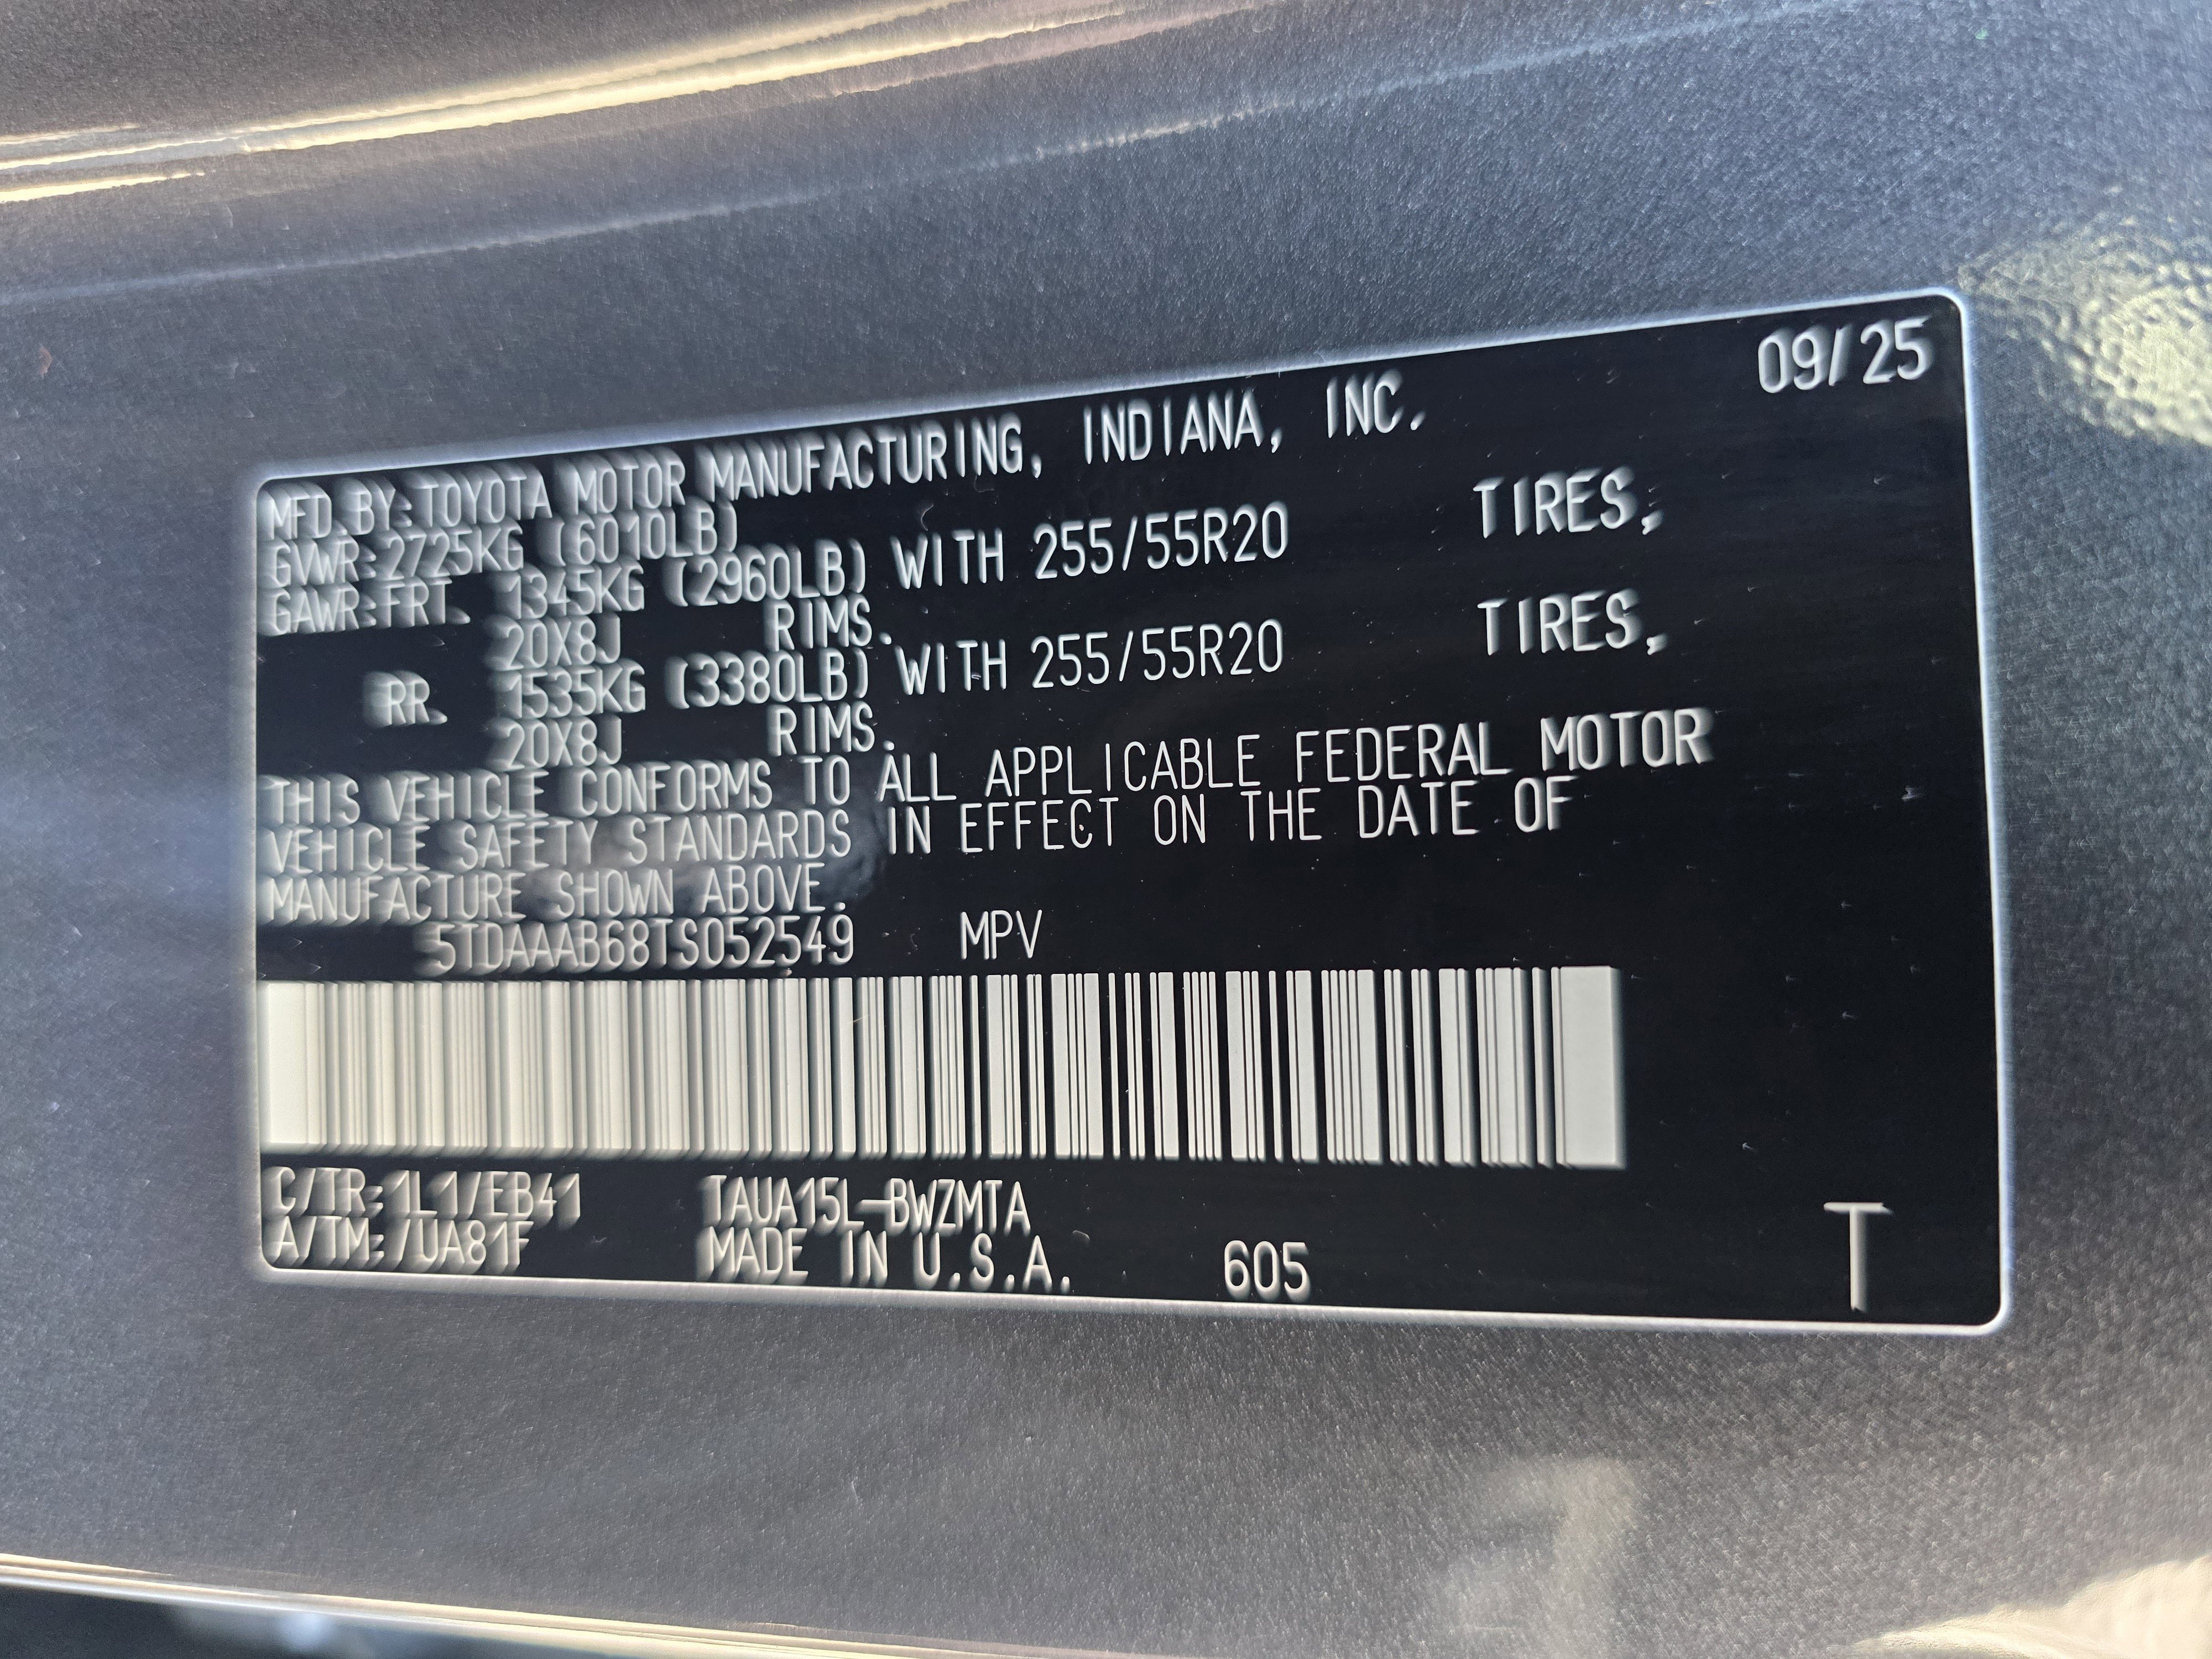 09/25
MFD.BY:TOYOTA MOTOR MANUFACTURING, INDIANA, INC.
GVWR:2725KG (6010LB)
GAWR:FRT. 1345KG (2960LB) WITH 255/55R20 TIRES,
20X8J RIMS.
RR. 1535KG (3380LB) WITH 255/55R20 TIRES,
20X8J RIMS.
THIS VEHICLE CONFORMS TO ALL APPLICABLE FEDERAL MOTOR
VEHICLE SAFETY STANDARDS IN EFFECT ON THE DATE OF
MANUFACTURE SHOWN ABOVE.
5TDAAAB68TS052549 MPV
C/TR:1L1/EB41 TAUA15L-BWZMTA
A/TM:/UA81F MADE IN U.S.A. 605
T